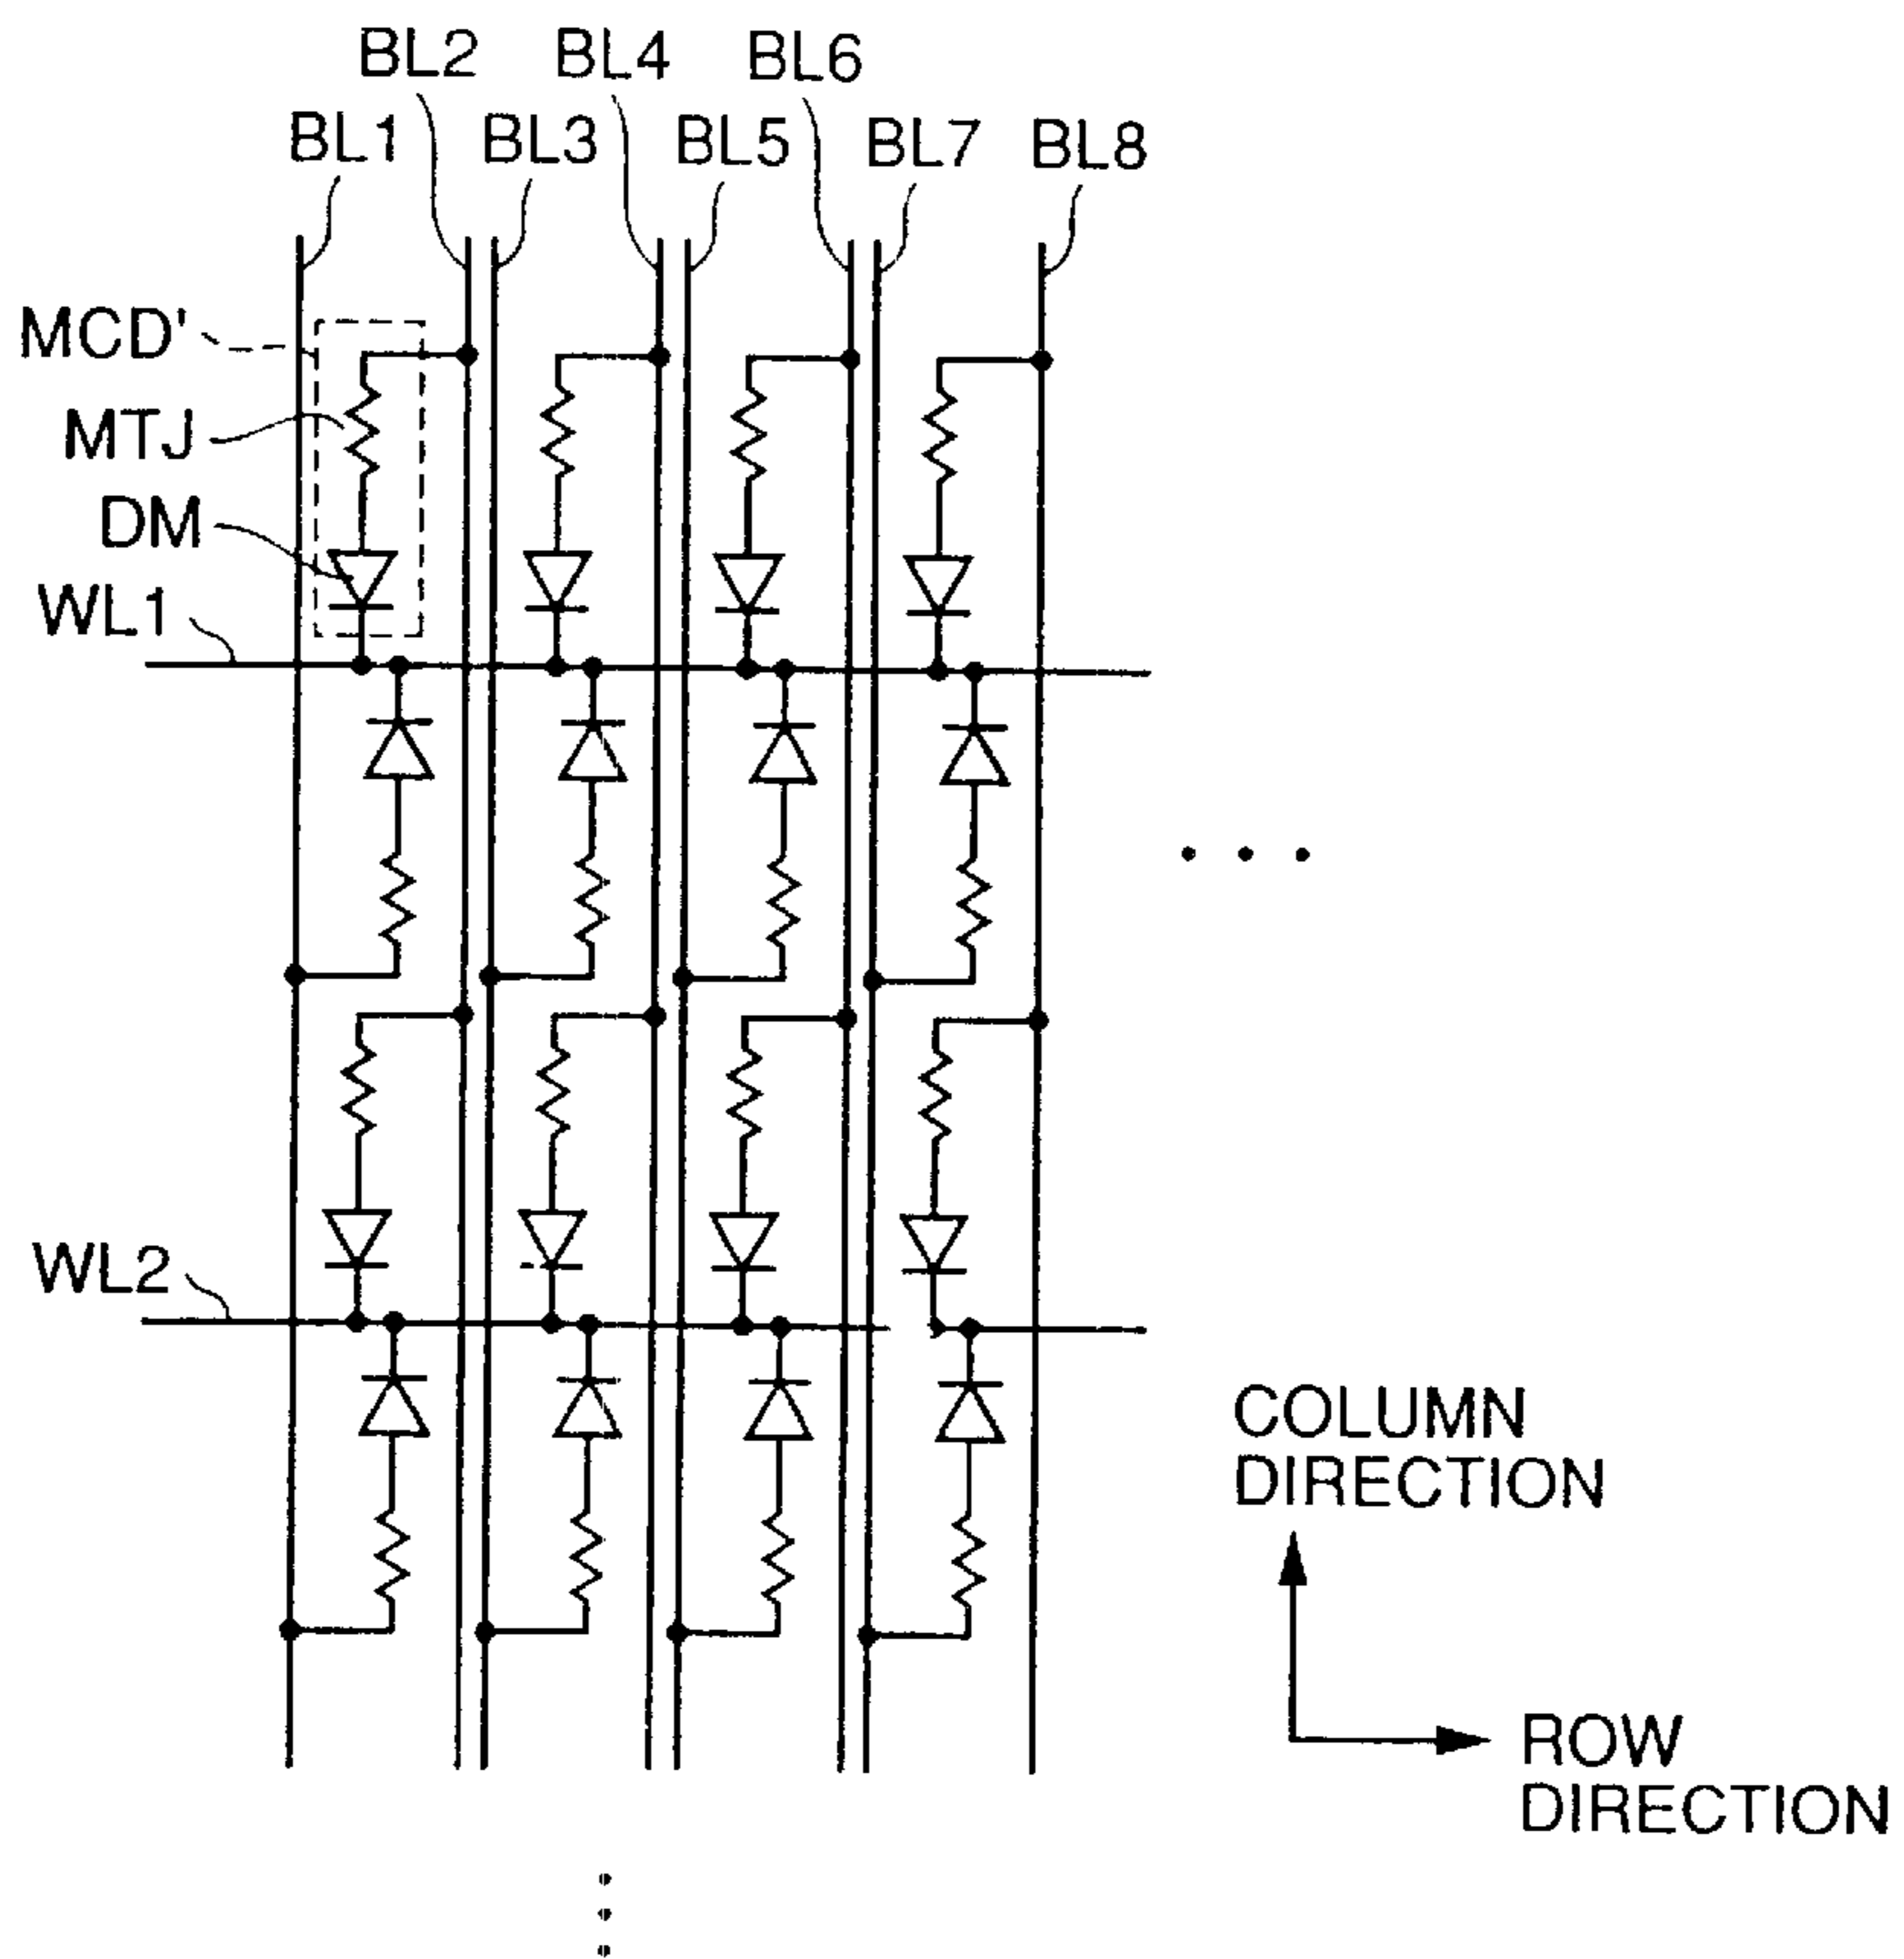 BL2 BL4 BL6
BL1 BL3 BL5 BL7 BL8
MCD'
MTJ
DM
WL1
WL2
COLUMN
DIRECTION
ROW
DIRECTION